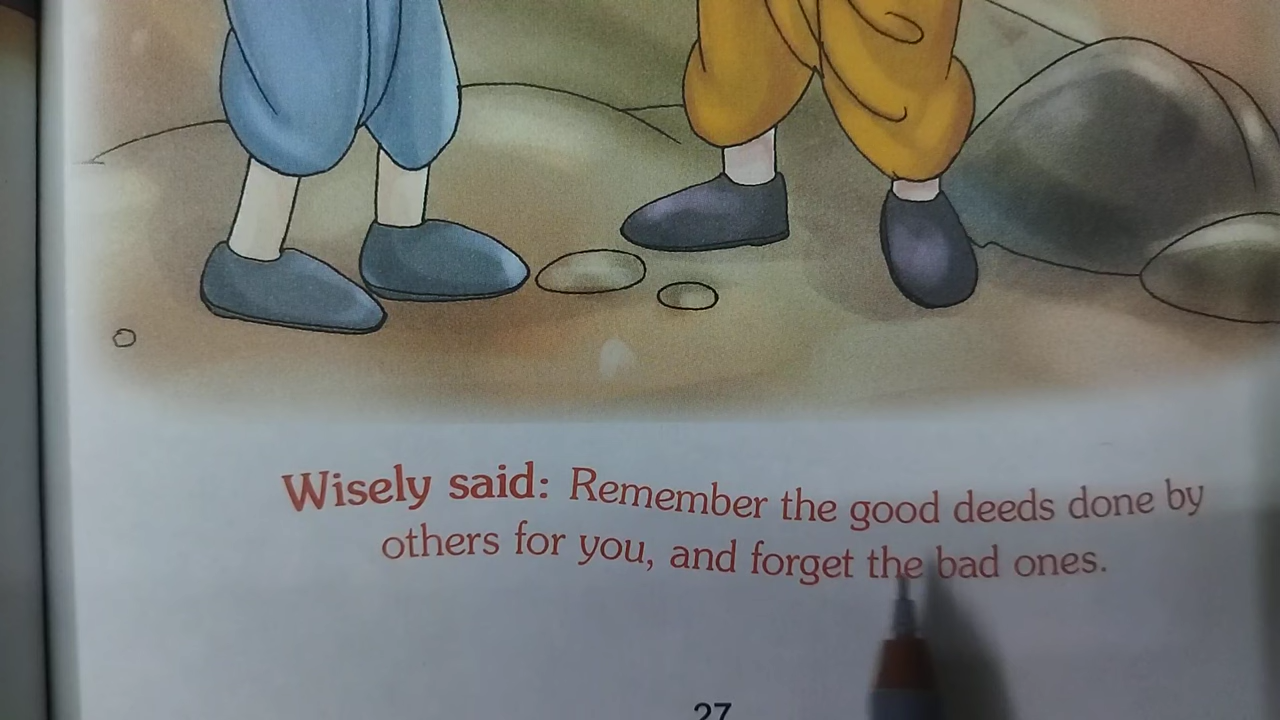 Wisely said: Remember the good deeds done by
others for you, and forget the bad ones.
27